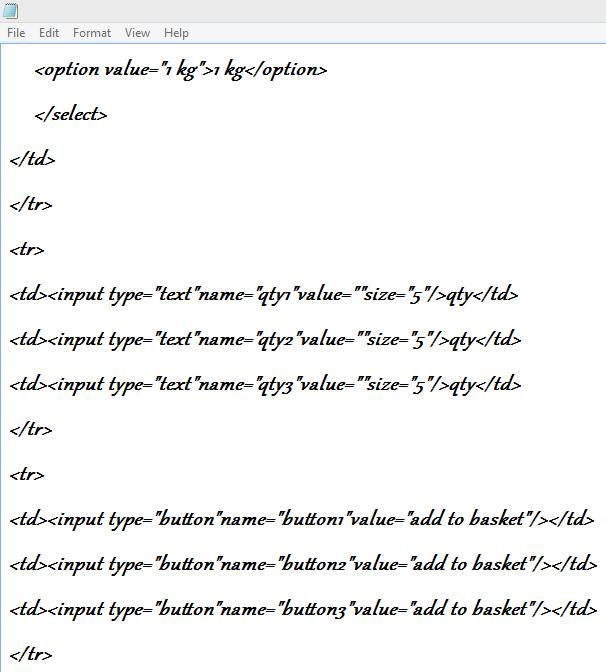 File Edit Format View Help
<option value="1 kg">1 kg</option>
</select>
</td>
</tr>
<tr>
<td><input type="text"name="qty1"value=""size="5"/>qty</td>
<td><input type="text"name="qty2"value=""size="5"/>qty</td>
<td><input type="text"name="qty3"value=""size="5"/>qty</td>
</tr>
<tr>
<td><input type="button"name="button1"value="add to basket"/></td>
<td><input type="button"name="button2"value="add to basket"/></td>
<td><input type="button"name="button3"value="add to basket"/></td>
</tr>